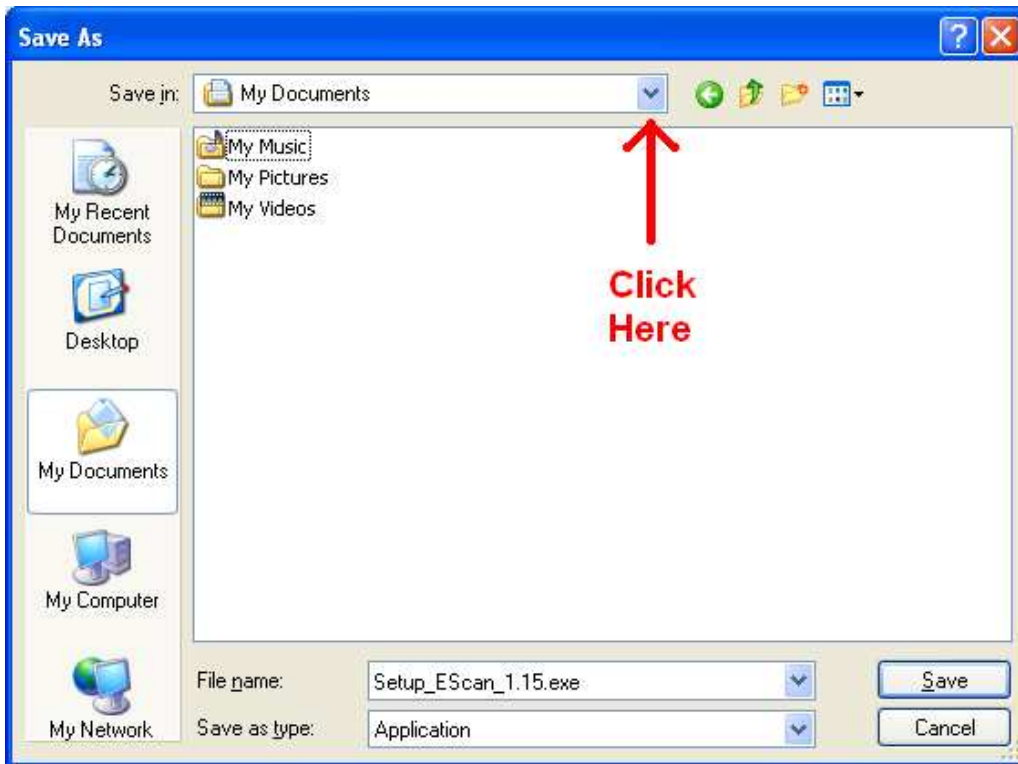 Save As
Save in:
My Documents
My Recent
Documents
Desktop
My Documents
My Computer
My Network
My Music
My Pictures
My Videos
Click
Here
File name:
Setup_EScan_1.15.exe
Save
Save as type:
Application
Cancel